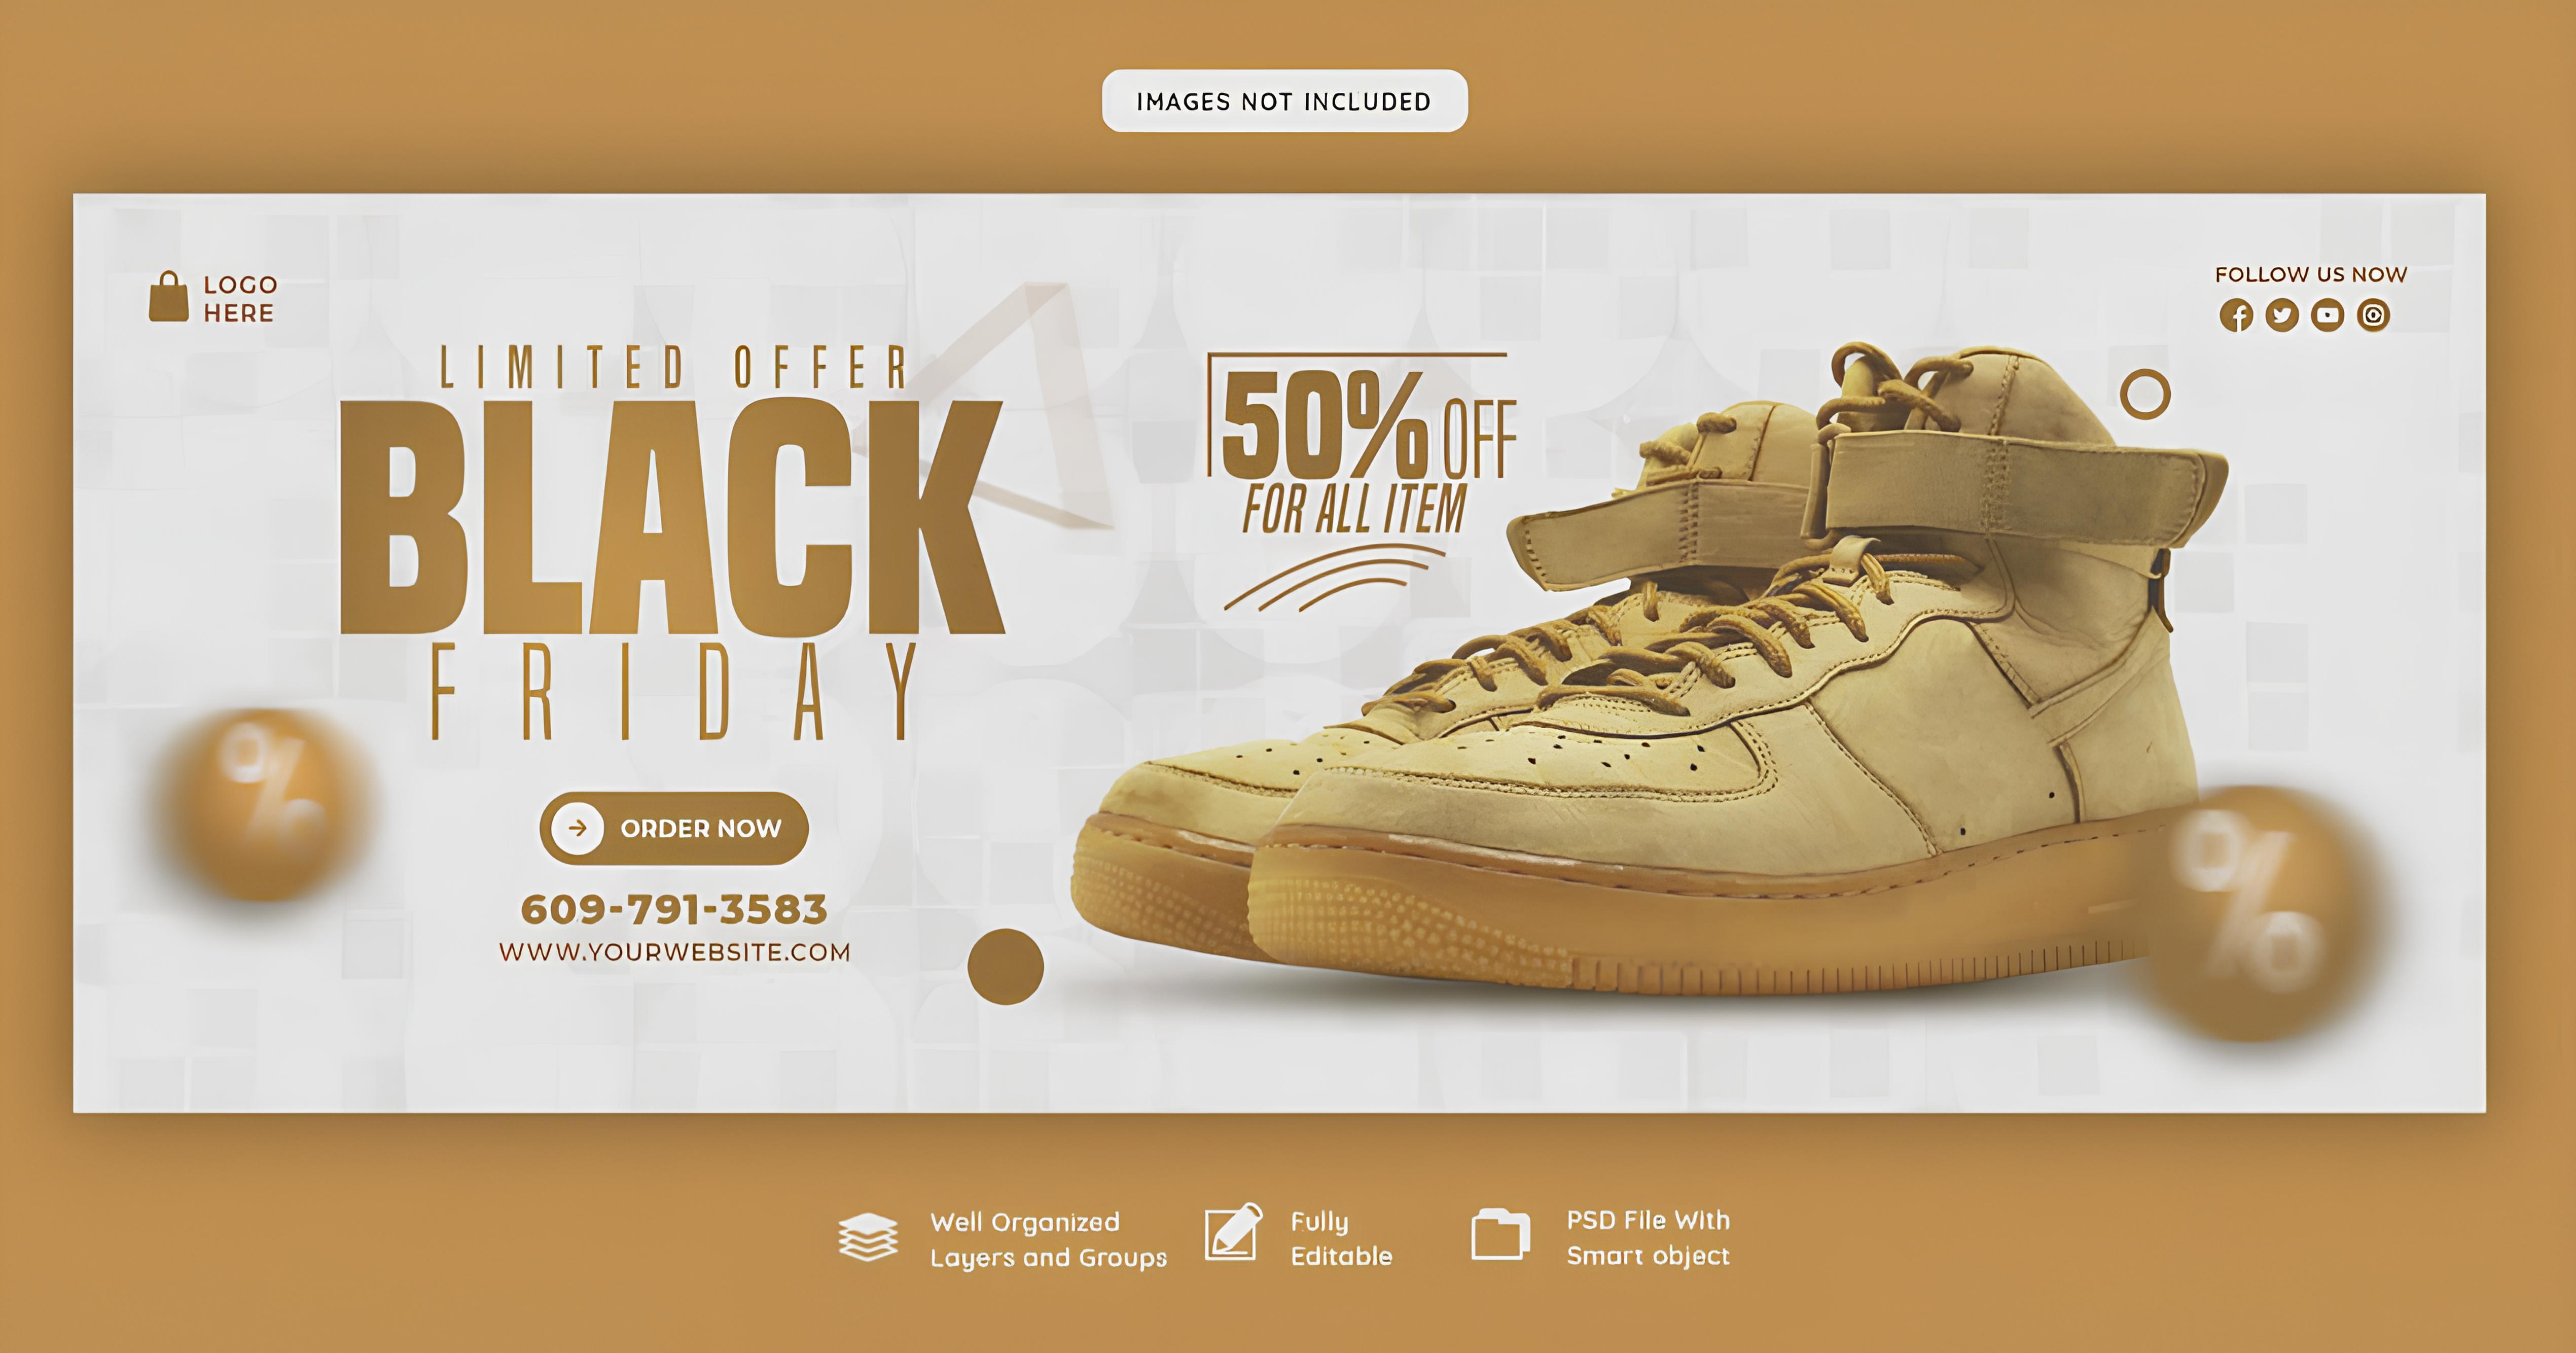 IMAGES NOT INCLUDED
LOGO
HERE
FOLLOW US NOW
LIMITED OFFER
BLACK
FRIDAY
50% OFF
FOR ALL ITEM
ORDER NOW
609-791-3583
WWW.YOURWEBSITE.COM
%
%
Well Organized
Layers and Groups
Fully
Editable
PSD File With
Smart object